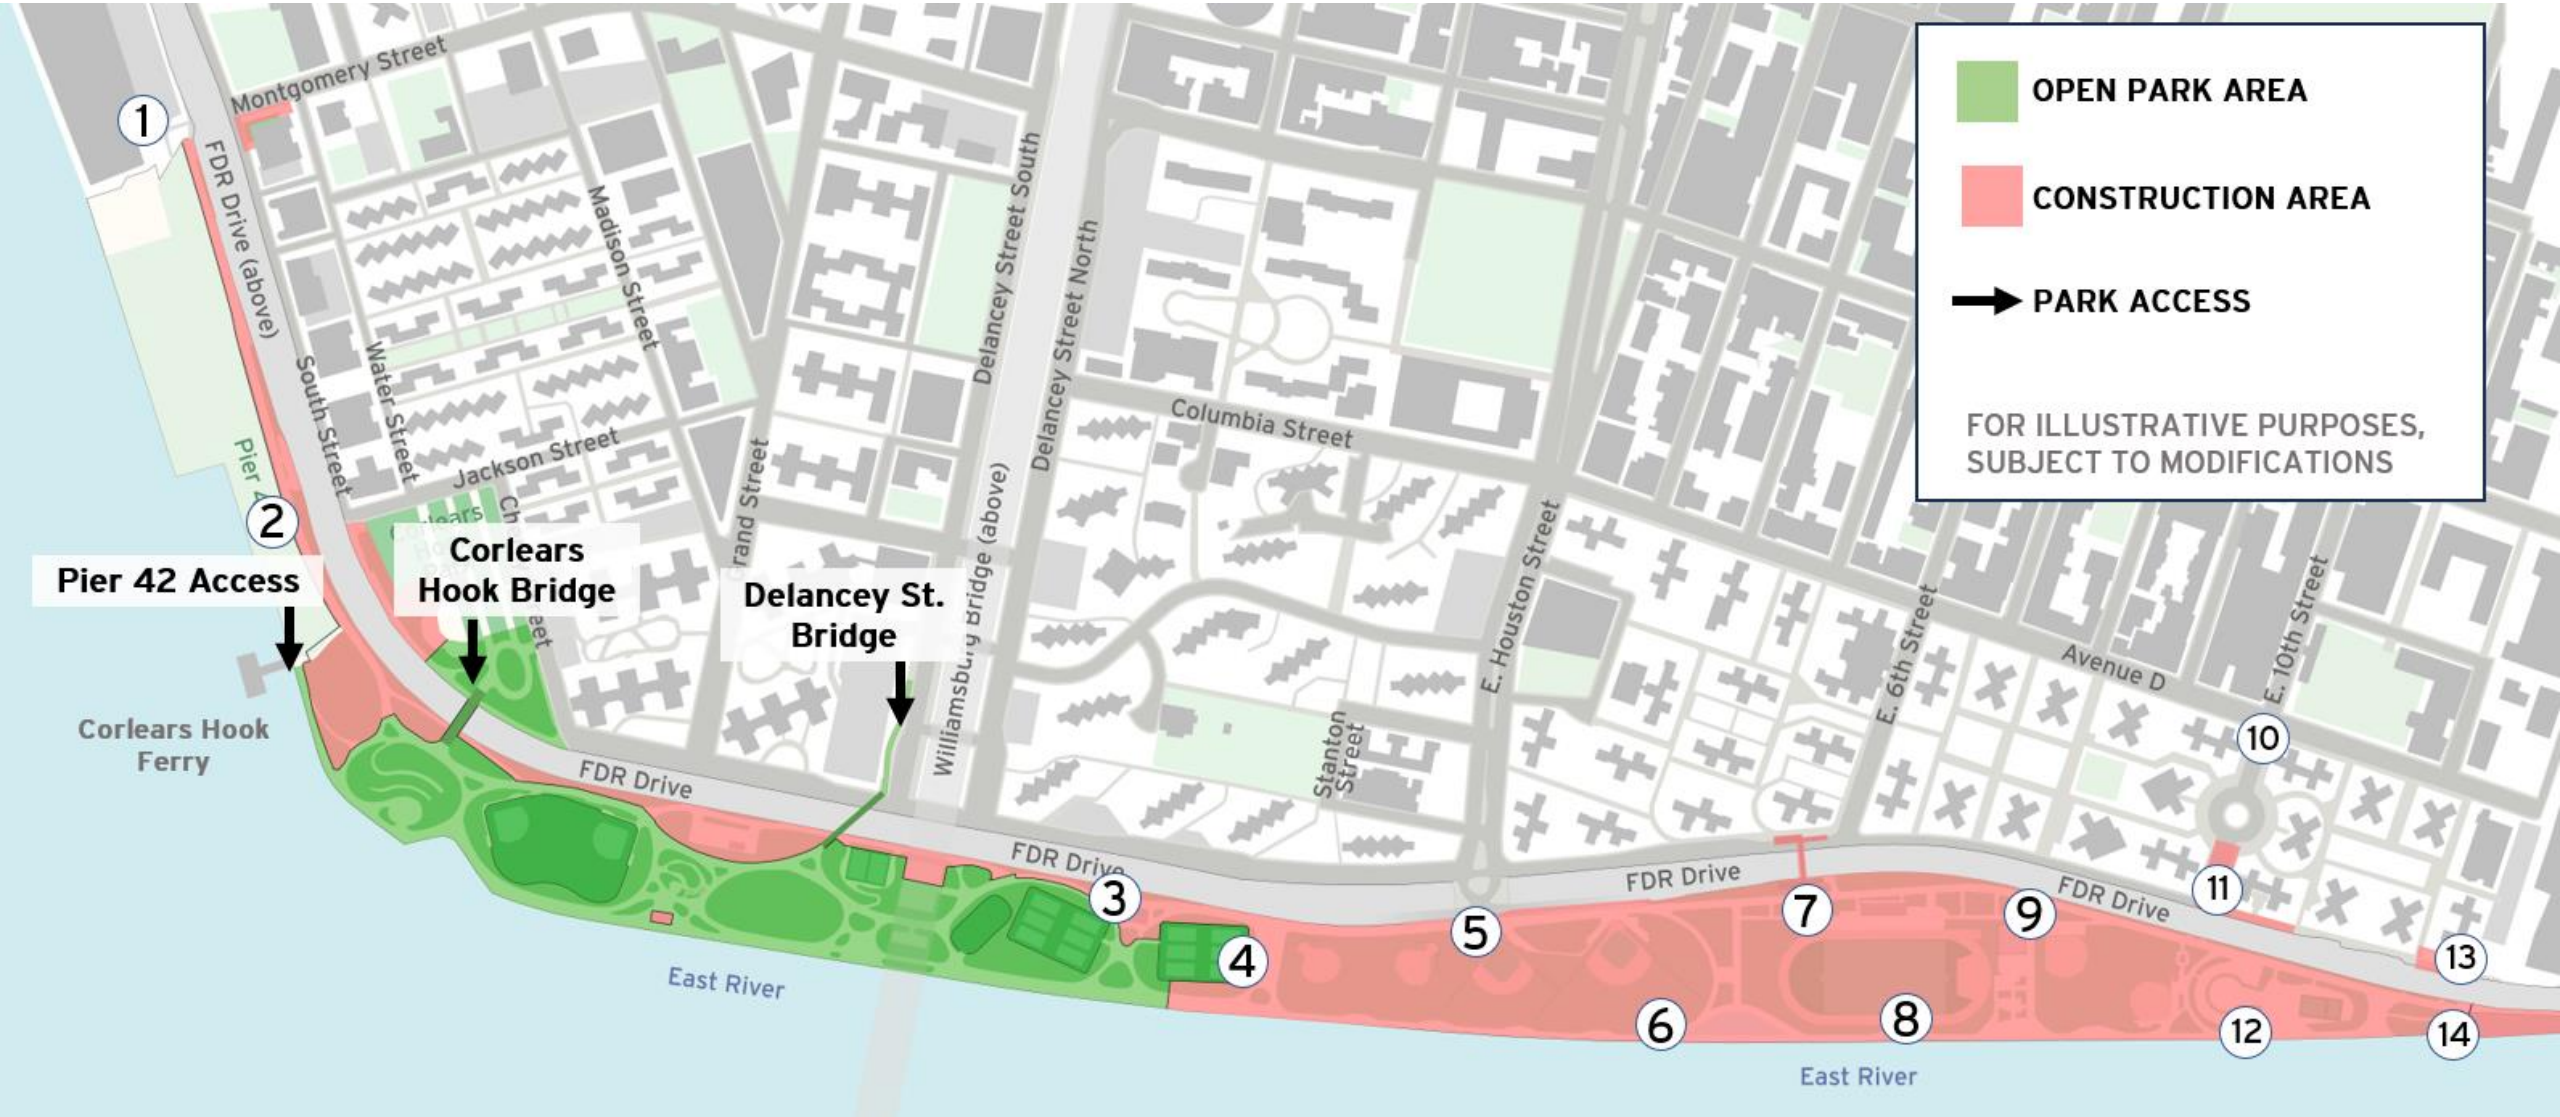 OPEN PARK AREA
CONSTRUCTION AREA
PARK ACCESS
FOR ILLUSTRATIVE PURPOSES,
SUBJECT TO MODIFICATIONS
Montgomery Street
1
FDR Drive (above)
Madison Street
Delancey Street South
Delancey Street North
South Street
Water Street
Jackson Street
Grand Street
Columbia Street
Pier
2
Corlears
Pier 42 Access
Corlears
Hook Bridge
Delancey St.
Bridge
Williamsburg Bridge (above)
E. Houston Street
E. 6th Street
Avenue D
E. 10th Street
Stanton
Street
Corlears Hook
Ferry
FDR Drive
FDR Drive
FDR Drive
FDR Drive
10
11
3
4
5
7
9
13
6
8
12
14
East River
East River